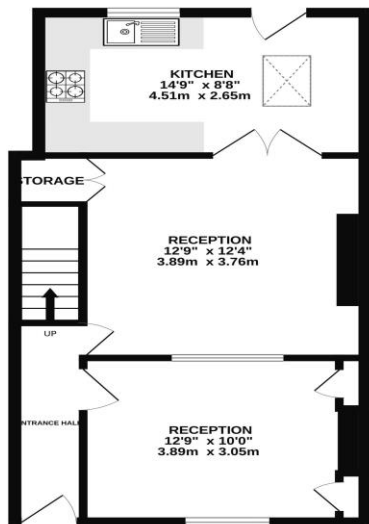 KITCHEN
14'9" x 8'8"
4.51m x 2.65m
STORAGE
RECEPTION
12'9" x 12'4"
3.89m x 3.76m
UP
ENTRANCE HALL
RECEPTION
12'9" x 10'0"
3.89m x 3.05m